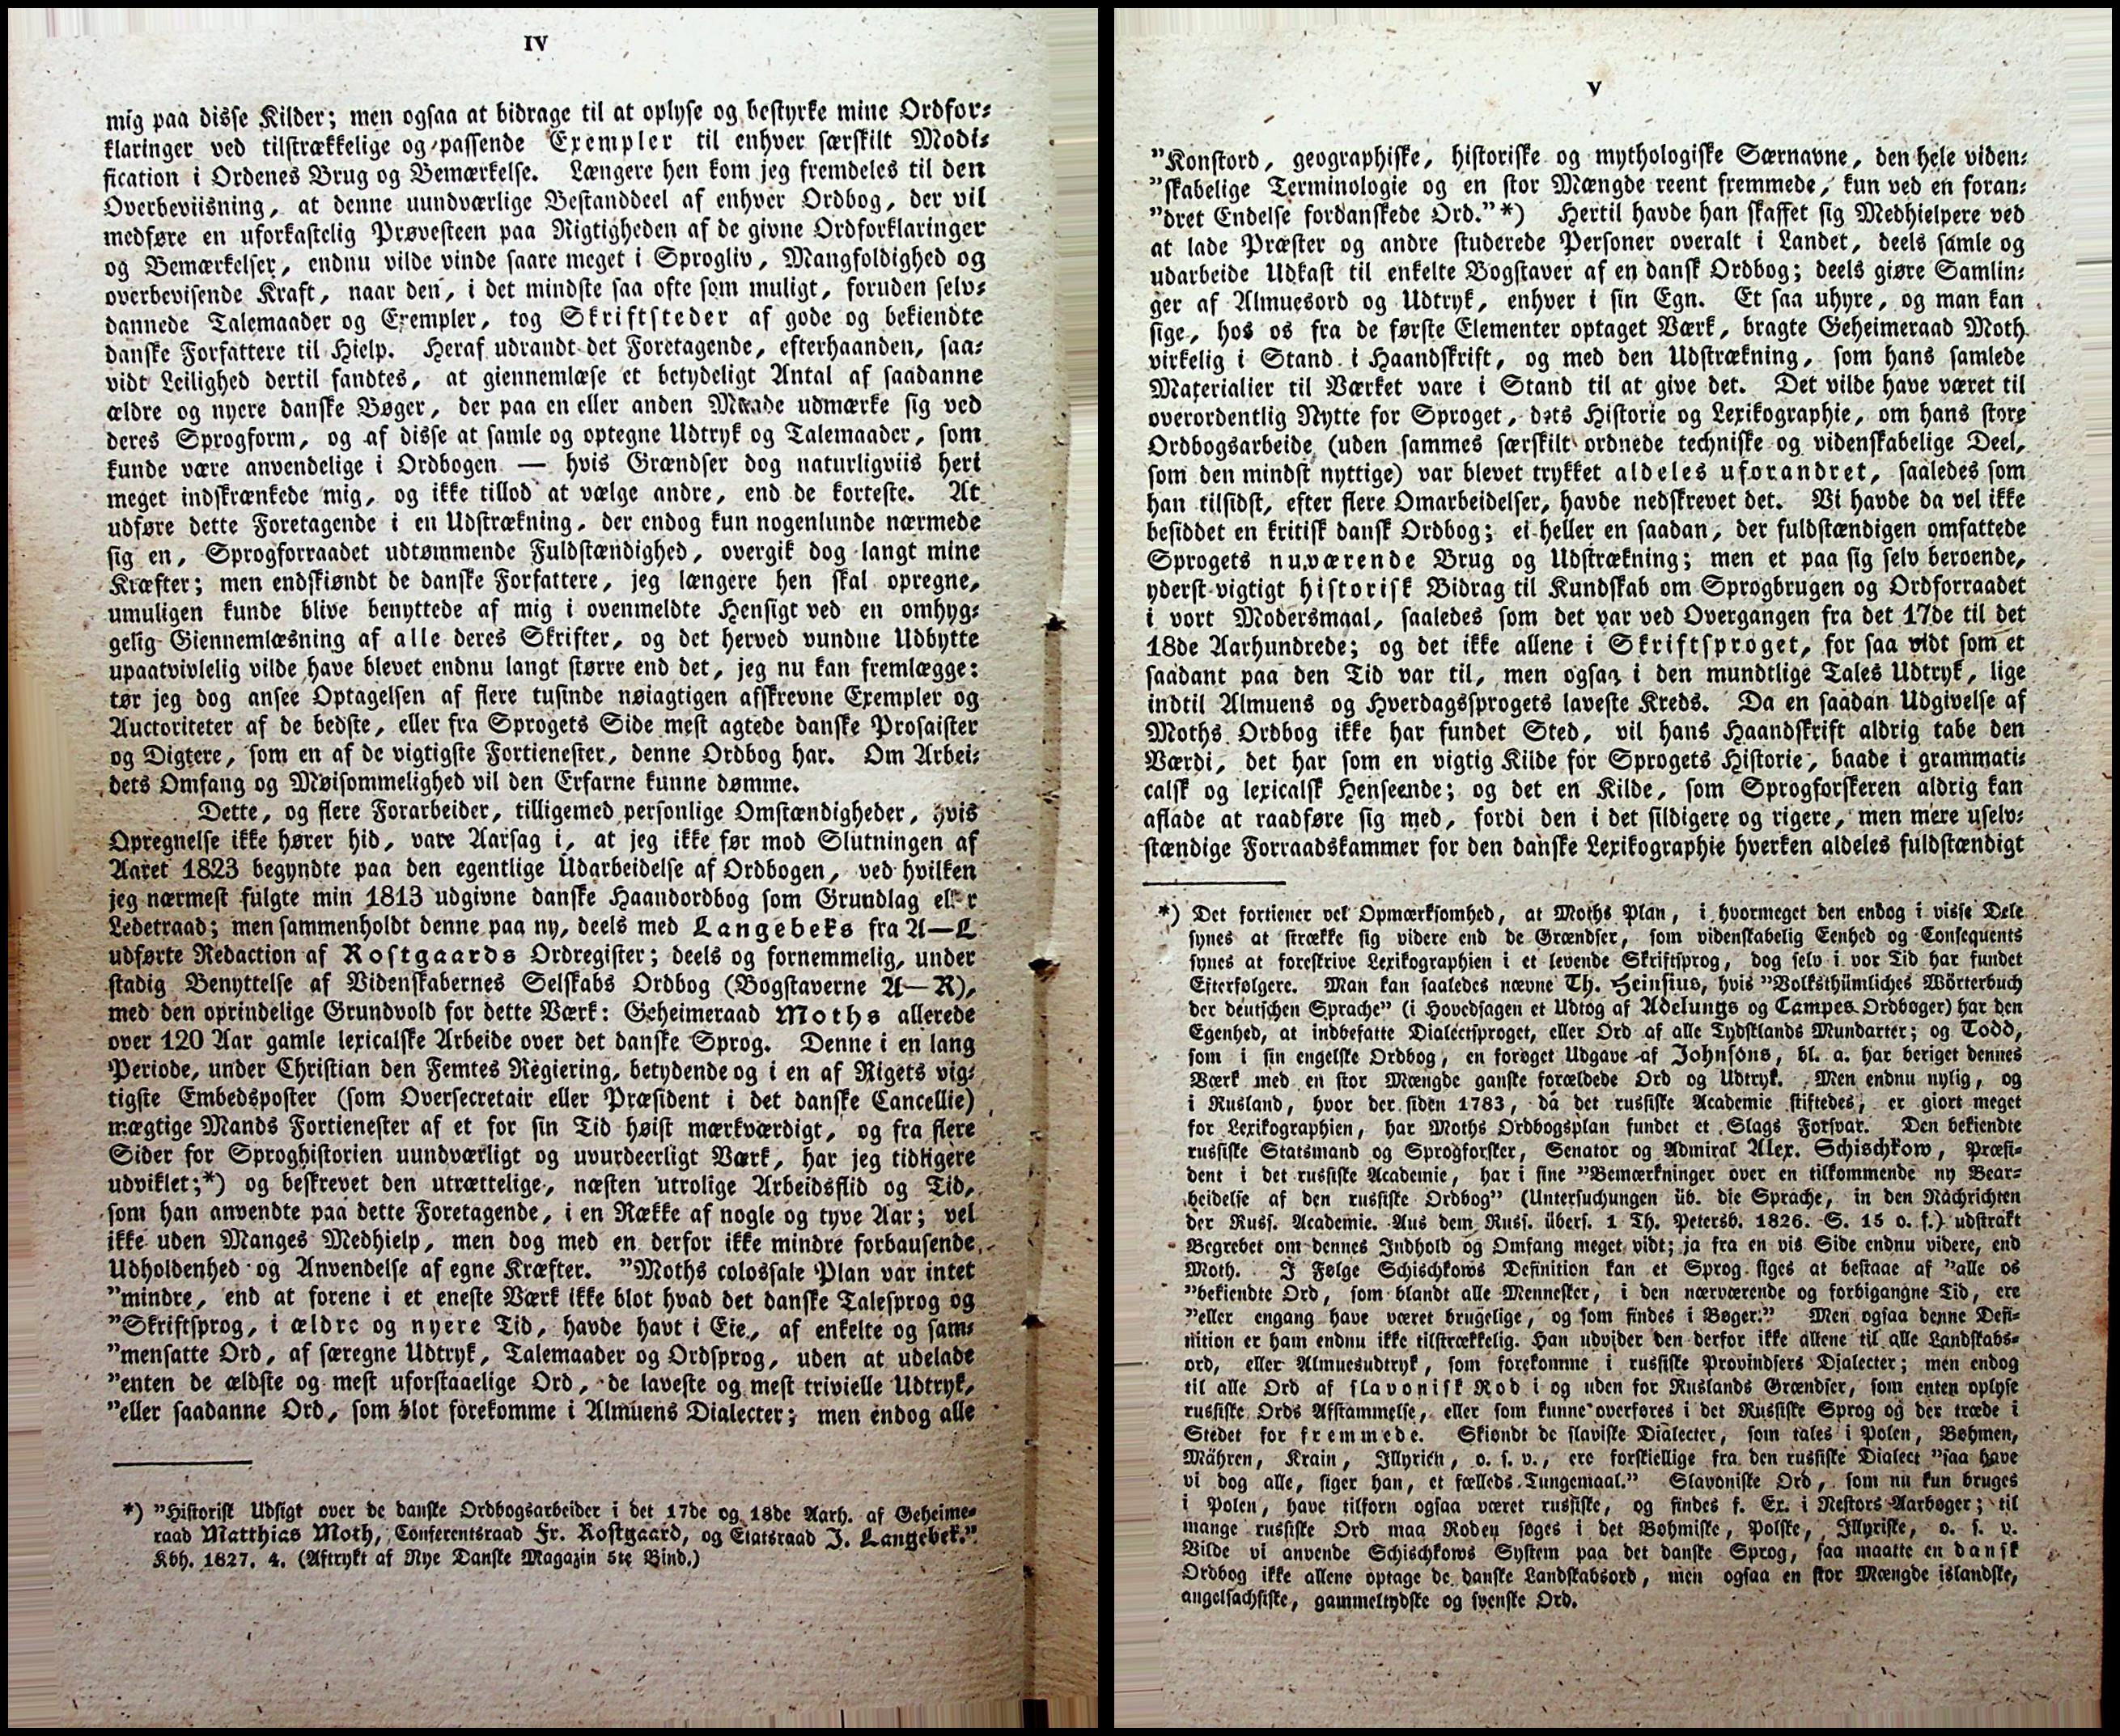 IV
mig paa disse Kilder; men ogsaa at bidrage til at oplyse og bestyrke mine Ordfor-
klaringer ved tilstrækkelige og passende Exempler til enhver særskilt Modi-
fication i Ordenes Brug og Bemærkelse. Længere hen kom jeg fremdeles til den
Overbeviisning, at denne uundværlige Bestanddeel af enhver Ordbog, der vil
medføre en uforkastelig Prøvesteen paa Rigtigheden af de givne Ordforklaringer
og Bemærkelser, endnu vilde vinde saare meget i Sprogliv, Mangfoldighed og
overbevisende Kraft, naar den, i det mindste saa ofte som muligt, foruden selv-
dannede Talemaader og Exempler, tog Skriftsteder af gode og bekiendte
danske Forfattere til Hielp. Heraf udrandt det Foretagende, efterhaanden, saa-
vidt Leilighed dertil fandtes, at giennemlæse et betydeligt Antal af saadanne
ældre og nyere danske Bøger, der paa en eller anden Maade udmærke sig ved
deres Sprogform, og af disse at samle og optegne Udtryk og Talemaader, som
kunde være anvendelige i Ordbogen — hvis Grændser dog naturligviis heri
meget indskrænkede mig, og ikke tillod at vælge andre, end de korteste. At
udføre dette Foretagende i en Udstrækning, der endog kun nogenlunde nærmede
sig en, Sprogforraadet udtømmende Fuldstændighed, overgik dog langt mine
Kræfter; men endskiøndt de danske Forfattere, jeg længere hen skal opregne,
umuligen kunde blive benyttede af mig i ovenmeldte Hensigt ved en omhyg-
gelig Giennemlæsning af alle deres Skrifter, og det herved vundne Udbytte
upaatvivlelig vilde have blevet endnu langt større end det, jeg nu kan fremlægge:
tør jeg dog ansee Optagelsen af flere tusinde nøiagtigen afskrevne Exempler og
Auctoriteter af de bedste, eller fra Sprogets Side mest agtede danske Prosaister
og Digtere, som en af de vigtigste Fortienester, denne Ordbog har. Om Arbei-
dets Omfang og Møisommelighed vil den Erfarne kunne dømme.
Dette, og flere Forarbeider, tilligemed personlige Omstændigheder, hvis
Opregnelse ikke hører hid, vare Aarsag i, at jeg ikke før mod Slutningen af
Aaret 1823 begyndte paa den egentlige Udarbeidelse af Ordbogen, ved hvilken
jeg nærmest fulgte min 1813 udgivne danske Haandordbog som Grundlag eller
Ledetraad; men sammenholdt denne paa ny, deels med Langebeks fra A—L
udførte Redaction af Rostgaards Ordregister; deels og fornemmelig, under
stadig Benyttelse af Videnskabernes Selskabs Ordbog (Bogstaverne A—R),
med den oprindelige Grundvold for dette Værk: Geheimeraad Moths allerede
over 120 Aar gamle lexicalske Arbeide over det danske Sprog. Denne i en lang
Periode, under Christian den Femtes Regiering, betydende og i en af Rigets vig-
tigste Embedsposter (som Oversecretair eller Præsident i det danske Cancellie)
mægtige Mands Fortienester af et for sin Tid høist mærkværdigt, og fra flere
Sider for Sproghistorien uundværligt og uvurdeerligt Værk, har jeg tidligere
udviklet;*) og beskrevet den utrættelige, næsten utrolige Arbeidsflid og Tid,
som han anvendte paa dette Foretagende, i en Række af nogle og tyve Aar; vel
ikke uden Manges Medhielp, men dog med en derfor ikke mindre forbausende
Udholdenhed og Anvendelse af egne Kræfter. ”Moths colossale Plan var intet
”mindre, end at forene i et eneste Værk ikke blot hvad det danske Talesprog og
”Skriftsprog, i ældre og nyere Tid, havde havt i Eie, af enkelte og sam-
”mensatte Ord, af særegne Udtryk, Talemaader og Ordsprog, uden at udelade
”enten de ældste og mest uforstaaelige Ord, de laveste og mest trivielle Udtryk,
”eller saadanne Ord, som blot forekomme i Almuens Dialecter; men endog alle
*) ”Historisk Udsigt over de danske Ordbogsarbeider i det 17de og 18de Aarh. af Geheime-
raad Matthias Moth, Conferentsraad Fr. Rostgaard, og Etatsraad J. Langebek.”
Kbh. 1827. 4. (Aftrykt af Nye Danske Magazin 5te Bind.)
V
”Konstord, geographiske, historiske og mythologiske Særnavne, den hele viden-
”skabelige Terminologie og en stor Mængde reent fremmede, kun ved en foran-
”dret Endelse fordanskede Ord.”*) Hertil havde han skaffet sig Medhielpere ved
at lade Præster og andre studerede Personer overalt i Landet, deels samle og
udarbeide Udkast til enkelte Bogstaver af en dansk Ordbog; deels giøre Samlin-
ger af Almuesord og Udtryk, enhver i sin Egn. Et saa uhyre, og man kan
sige, hos os fra de første Elementer optaget Værk, bragte Geheimeraad Moth
virkelig i Stand i Haandskrift, og med den Udstrækning, som hans samlede
Materialier til Værket vare i Stand til at give det. Det vilde have været til
overordentlig Nytte for Sproget, dets Historie og Lexikographie, om hans store
Ordbogsarbeide (uden sammes særskilt ordnede techniske og videnskabelige Deel,
som den mindst nyttige) var blevet trykket aldeles uforandret, saaledes som
han tilsidst, efter flere Omarbeidelser, havde nedskrevet det. Vi havde da vel ikke
besiddet en kritisk dansk Ordbog; ei heller en saadan, der fuldstændigen omfattede
Sprogets nuværende Brug og Udstrækning; men et paa sig selv beroende,
yderst vigtigt historisk Bidrag til Kundskab om Sprogbrugen og Ordforraadet
i vort Modersmaal, saaledes som det var ved Overgangen fra det 17de til det
18de Aarhundrede; og det ikke allene i Skriftsproget, for saa vidt som et
saadant paa den Tid var til, men ogsaa i den mundtlige Tales Udtryk, lige
indtil Almuens og Hverdagssprogets laveste Kreds. Da en saadan Udgivelse af
Moths Ordbog ikke har fundet Sted, vil hans Haandskrift aldrig tabe den
Værdi, det har som en vigtig Kilde for Sprogets Historie, baade i grammati-
calsk og lexicalsk Henseende; og det en Kilde, som Sprogforskeren aldrig kan
aflade at raadføre sig med, fordi den i det sildigere og rigere, men mere uselv-
stændige Forraadskammer for den danske Lexikographie hverken aldeles fuldstændigt
*) Det fortiener vel Opmærksomhed, at Moths Plan, i hvormeget den endog i visse Dele
synes at strække sig videre end de Grændser, som videnskabelig Eenhed og Consequents
synes at foreskrive Lexikographien i et levende Skriftsprog, dog selv i vor Tid har fundet
Efterfølgere. Man kan saaledes nævne Th. Heinsius, hvis ”Volksthümliches Wörterbuch
der deutschen Sprache” (i Hovedsagen et Udtog af Adelungs og Campes Ordbøger) har den
Egenhed, at indbefatte Dialectsproget, eller Ord af alle Tydsklands Mundarter; og Todd,
som i sin engelske Ordbog, en forøget Udgave af Johnsons, bl. a. har beriget dennes
Værk med en stor Mængde ganske forældede Ord og Udtryk. Men endnu nylig, og
i Rusland, hvor der siden 1783, da det russiske Academie stiftedes, er giort meget
for Lexikographien, har Moths Ordbogsplan fundet et Slags Forsvar. Den bekiendte
russiske Statsmand og Sprogforsker, Senator og Admiral Alex. Schischkow, Præsi-
dent i det russiske Academie, har i sine ”Bemærkninger over en tilkommende ny Bear-
beidelse af den russiske Ordbog” (Untersuchungen üb. die Sprache, in den Nachrichten
der Russ. Academie. Aus dem Russ. übers. 1 Th. Petersb. 1826. S. 15 o. f.) udstrakt
Begrebet om dennes Indhold og Omfang meget vidt; ja fra en vis Side endnu videre, end
Moth. I Følge Schischkows Definition kan et Sprog siges at bestaae af ”alle os
”bekiendte Ord, som blandt alle Mennesker, i den nærværende og forbigangne Tid, ere
”eller engang have været brugelige, og som findes i Bøger.” Men ogsaa denne Defi-
nition er ham endnu ikke tilstrækkelig. Han udvider den derfor ikke allene til alle Landskabs-
ord, eller Almuesudtryk, som forekomme i russiske Provindsers Dialecter; men endog
til alle Ord af slavonisk Rod i og uden for Ruslands Grændser, som enten oplyse
russiske Ords Afstammelse, eller som kunne overføres i det Russiske Sprog og der træde i
Stedet for fremmede. Skiøndt de slaviske Dialecter, som tales i Polen, Bøhmen,
Mähren, Krain, Illyrien, o. s. v., ere forskiellige fra den russiske Dialect ”saa have
vi dog alle, siger han, et fælleds Tungemaal.” Slavoniske Ord, som nu kun bruges
i Polen, have tilforn ogsaa været russiske, og findes f. Ex. i Nestors Aarbøger; til
mange russiske Ord maa Roden søges i det Bøhmiske, Polske, Illyriske, o. s. v.
Vilde vi anvende Schischkows System paa det danske Sprog, saa maatte en dansk
Ordbog ikke allene optage de danske Landskabsord, men ogsaa en stor Mængde islandske,
angelsachsiske, gammeltydske og svenske Ord.